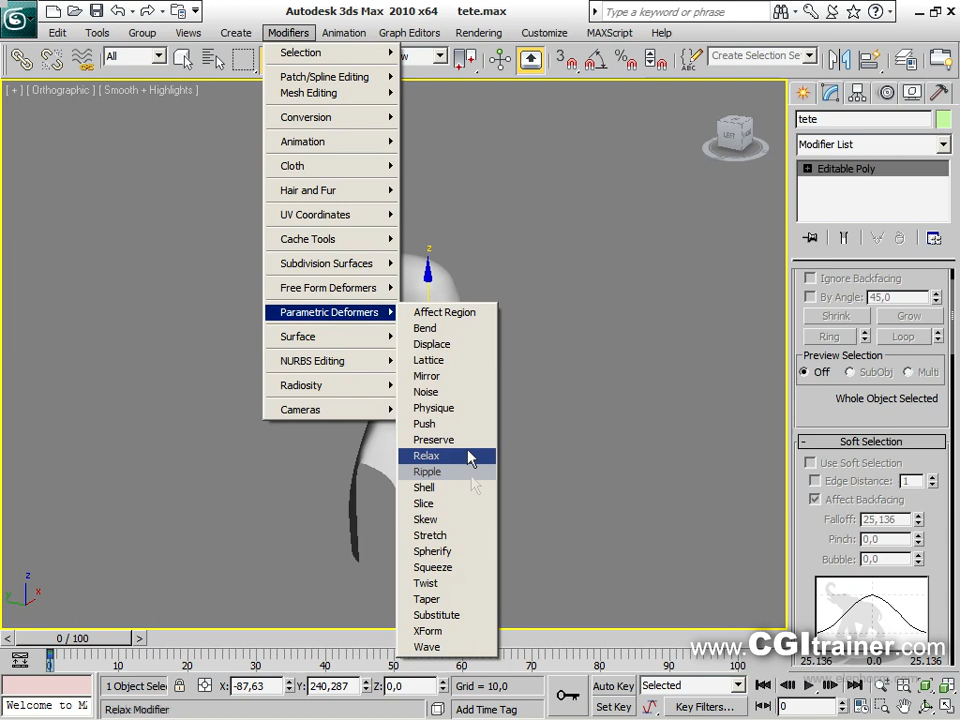 Autodesk 3ds Max 2010 x64 tete.max
Type a keyword or phrase
Edit Tools Group Views Create Modifiers Animation Graph Editors Rendering Customize MAXScript Help
All
Create Selection Se
[ + ] [ Orthographic ] [ Smooth + Highlights ]
Selection
Patch/Spline Editing
Mesh Editing
Conversion
Animation
Cloth
Hair and Fur
UV Coordinates
Cache Tools
Subdivision Surfaces
Free Form Deformers
Parametric Deformers
Surface
NURBS Editing
Radiosity
Cameras
Affect Region
Bend
Displace
Lattice
Mirror
Noise
Physique
Push
Preserve
Relax
Ripple
Shell
Slice
Skew
Stretch
Spherify
Squeeze
Twist
Taper
Substitute
XForm
Wave
LEFT
z
z
x
y
tete
Modifier List
Editable Poly
Ignore Backfacing
By Angle: 45,0
Shrink Grow
Ring Loop
Preview Selection
Off SubObj Multi
Whole Object Selected
Soft Selection
Use Soft Selection
Edge Distance: 1
Affect Backfacing
Falloff: 25,136
Pinch: 0,0
Bubble: 0,0
25.136 0.0 25.136
www.CGItrainer.com
0 / 100
0 10 20 30 40 50 60 70 80 90 100
1 Object Selec X: -87,63 Y: 240,287 Z: 0,0 Grid = 10,0 Auto Key Selected
Welcome to M
Relax Modifier
Add Time Tag
Set Key
Key Filters...
0